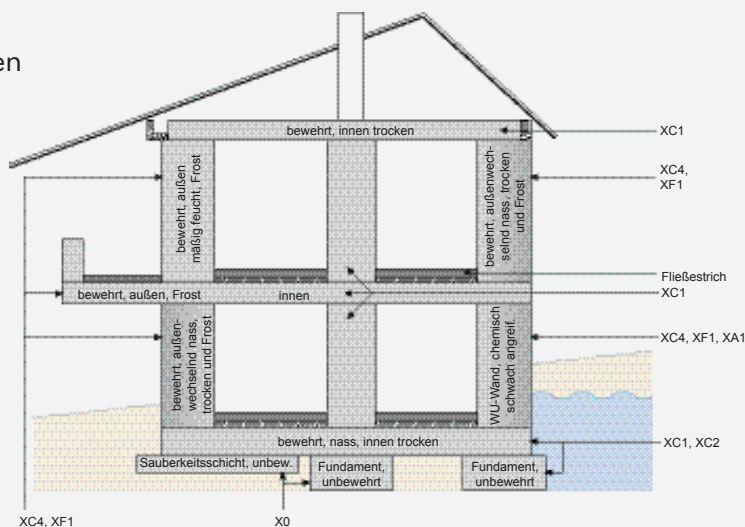 en
bewehrt, innen trocken
XC1
bewehrt, außen
mäßig feucht, Frost
bewehrt, außenwech-
selnd nass, trocken
und Frost
XC4,
XF1
Fließestrich
bewehrt, außen, Frost
innen
XC1
bewehrt, außen-
wechselnd nass,
trocken und Frost
WU-Wand, chemisch
schwach angreif.
XC4, XF1, XA1
bewehrt, nass, innen trocken
XC1, XC2
Sauberkeitsschicht, unbew.
Fundament,
unbewehrt
Fundament,
unbewehrt
XC4, XF1
X0